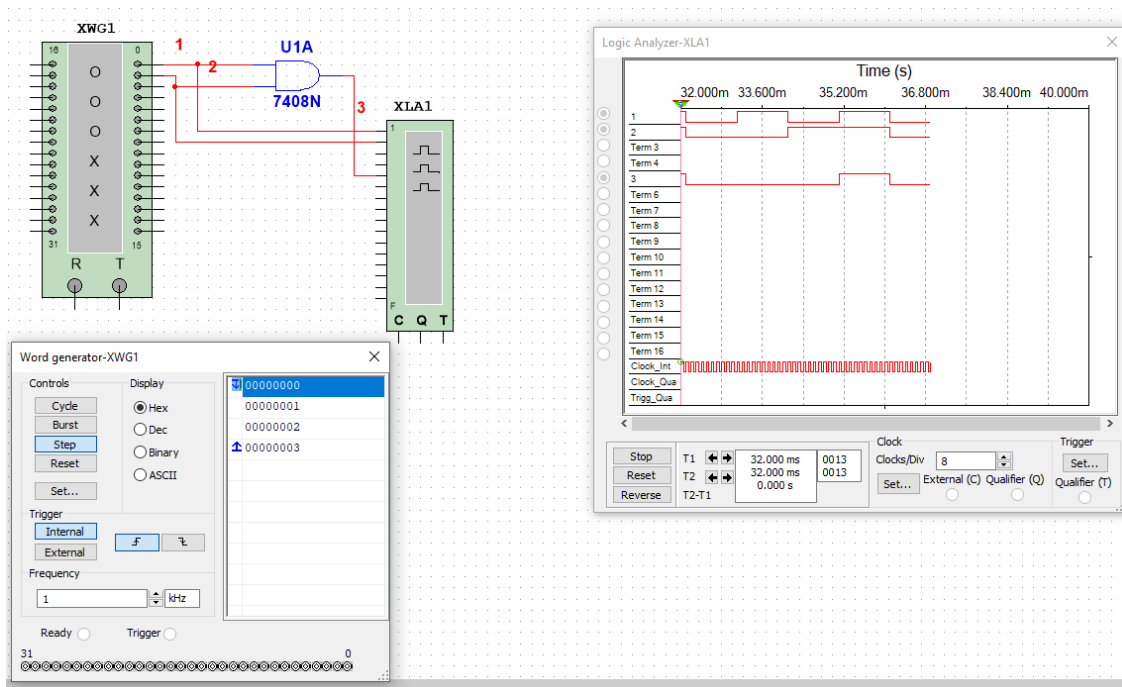 XWG1
16 0
O
O
O
X
X
X
31 15
R T
1
2
U1A
7408N
3
XLA1
1
F
C Q T
Logic Analyzer-XLA1
Time (s)
32.000m 33.600m 35.200m 36.800m 38.400m 40.000m
1
2
Term 3
Term 4
3
Term 6
Term 7
Term 8
Term 9
Term 10
Term 11
Term 12
Term 13
Term 14
Term 15
Term 16
Clock_Int
Clock_Qua
Trigg_Qua
Stop
Reset
Reverse
T1 32.000 ms 0013
T2 32.000 ms 0013
T2-T1 0.000 s
Clock
Clocks/Div 8
Set... External (C) Qualifier (Q)
Trigger
Set...
Qualifier (T)
Word generator-XWG1
Controls
Cycle
Burst
Step
Reset
Set...
Display
Hex
Dec
Binary
ASCII
00000000
00000001
00000002
00000003
Trigger
Internal
External
Frequency
1 kHz
Ready Trigger
31 0